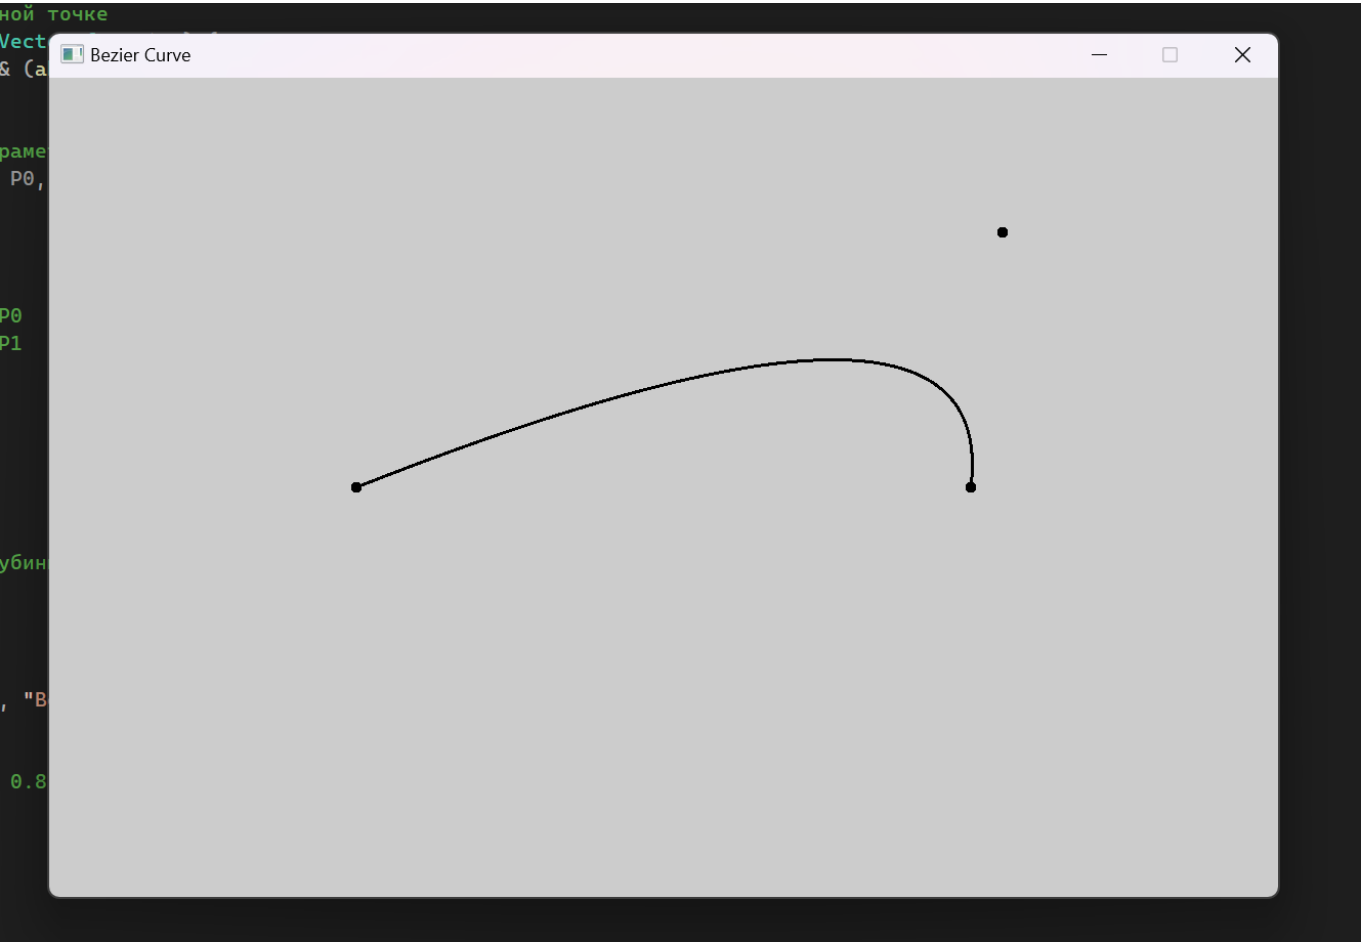 ной точке
Vect
Bezier Curve
& (a
раме
P0,
P0
P1
убин
, "B
0.8